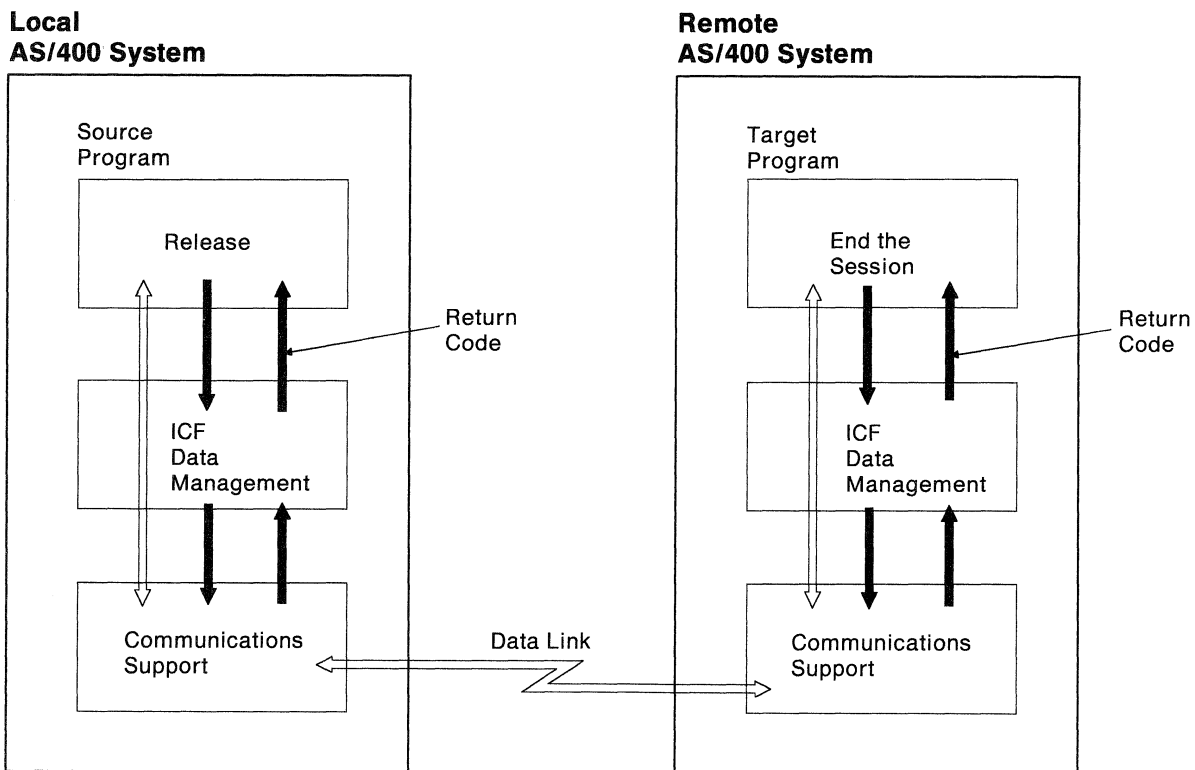 Local
AS/400 System
Source
Program
Release
Return
Code
ICF
Data
Management
Communications
Support
Data Link
Remote
AS/400 System
Target
Program
End the
Session
Return
Code
ICF
Data
Management
Communications
Support